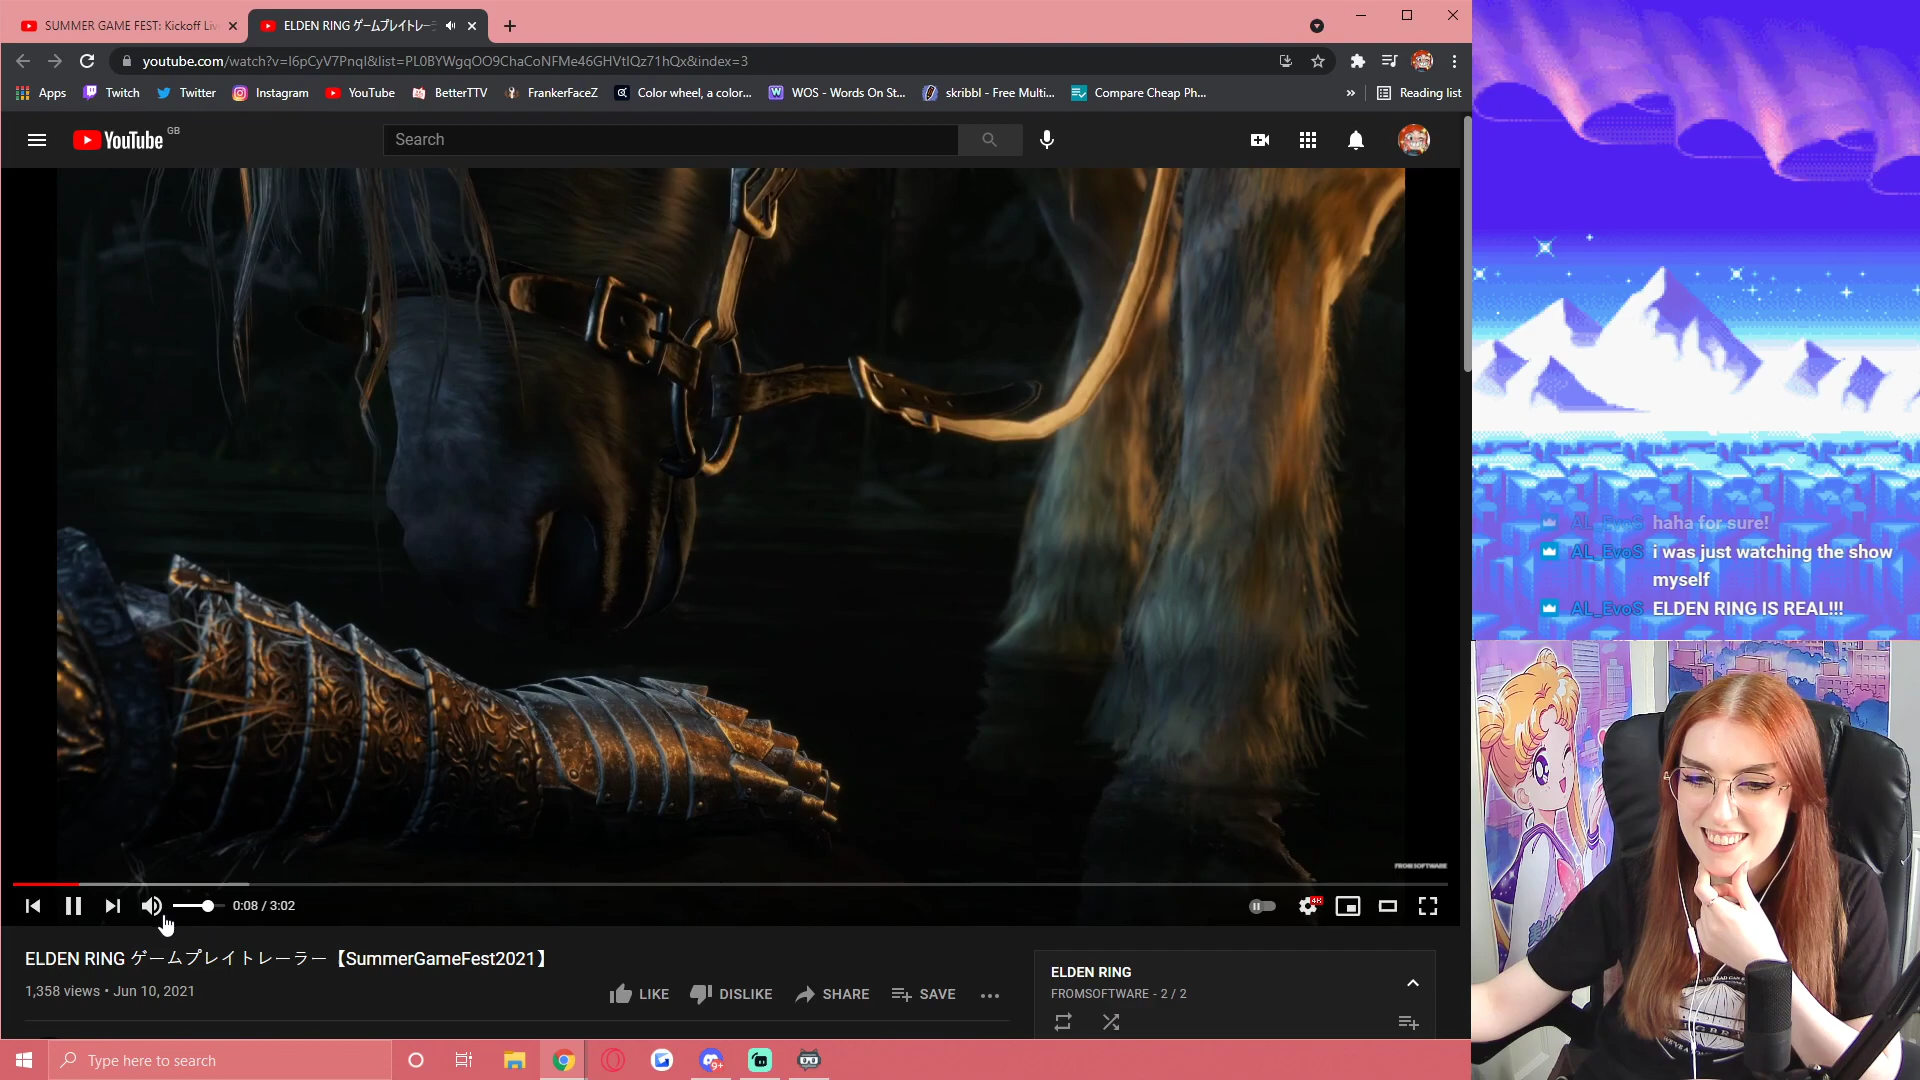 SUMMER GAME FEST: Kickoff Liv
ELDEN RING ゲームプレイトレー
youtube.com/watch?v=I6pCyV7PnqI&list=PL0BYWgqOO9ChaCoNFMe46GHVtIQz71hQx&index=3
Apps
Twitch
Twitter
Instagram
YouTube
BetterTTV
FrankerFaceZ
Color wheel, a color...
WOS - Words On St...
skribbl - Free Multi...
Compare Cheap Ph...
»
Reading list
YouTube GB
Search
AL_EvoS haha for sure!
AL_EvoS i was just watching the show
myself
AL_EvoS ELDEN RING IS REAL!!!
FROMSOFTWARE
0:08 / 3:02
4K
ELDEN RING ゲームプレイトレーラー【SummerGameFest2021】
1,358 views • Jun 10, 2021
LIKE
DISLIKE
SHARE
SAVE
ELDEN RING
FROMSOFTWARE - 2 / 2
Type here to search
9+